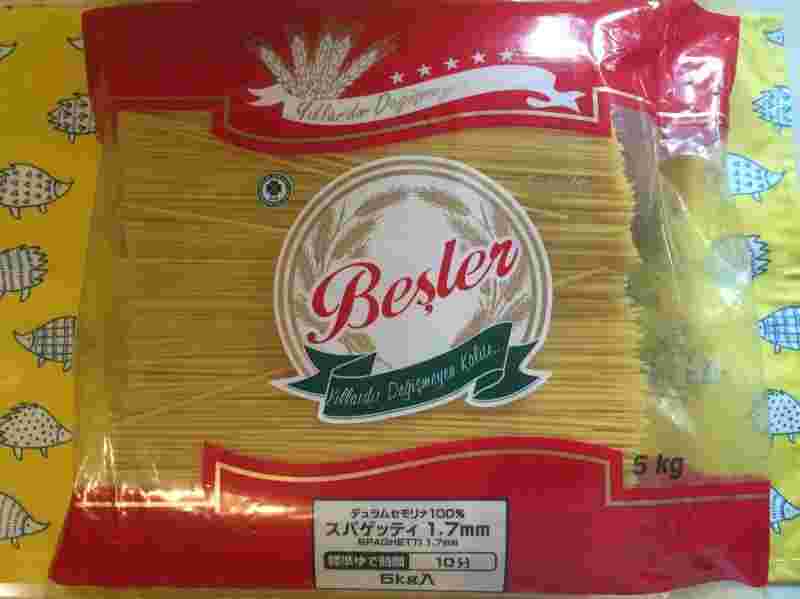 Yıllardır Değişmeyen
Beşler
Yıllardır Değişmeyen Kalite...
5 kg
デュラムセモリナ100%
スパゲッティ 1.7mm
SPAGHETTI 1.7mm
標準ゆで時間 10分
5kg入